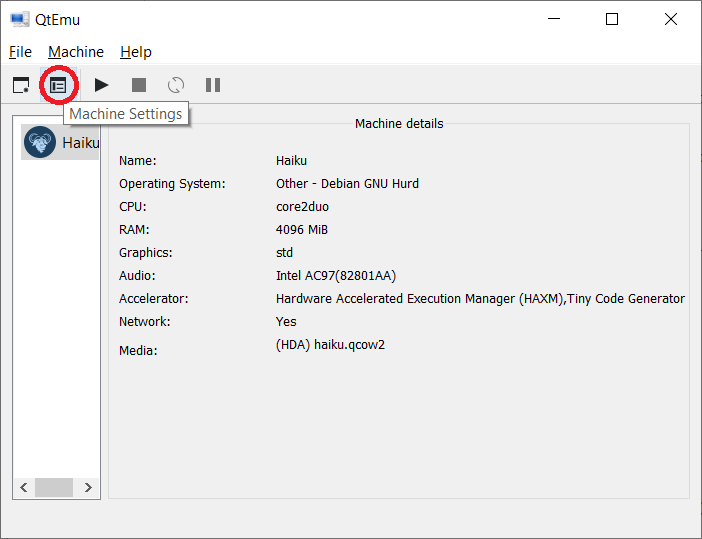 QtEmu
File Machine Help
Machine Settings
Haiku
Machine details
Name: Haiku
Operating System: Other - Debian GNU Hurd
CPU: core2duo
RAM: 4096 MiB
Graphics: std
Audio: Intel AC97(82801AA)
Accelerator: Hardware Accelerated Execution Manager (HAXM),Tiny Code Generator
Network: Yes
Media: (HDA) haiku.qcow2